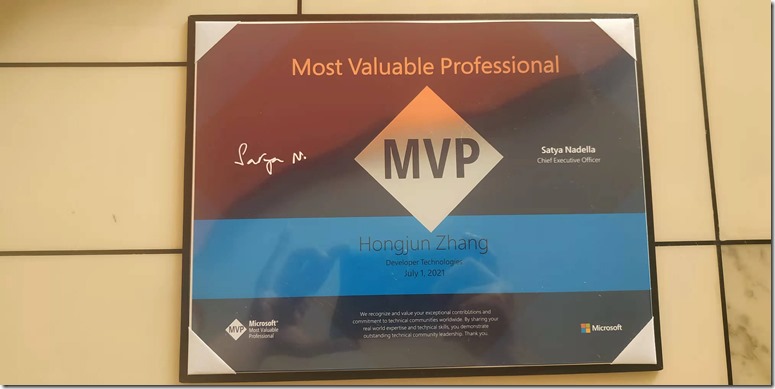 Most Valuable Professional
MVP
Satya N.
Satya Nadella
Chief Executive Officer
Hongjun Zhang
Developer Technologies
July 1, 2021
MVP
Microsoft®
Most Valuable
Professional
We recognize and value your exceptional contributions and
commitment to technical communities worldwide. By sharing your
real world expertise and technical skills, you demonstrate
outstanding technical community leadership. Thank you.
Microsoft